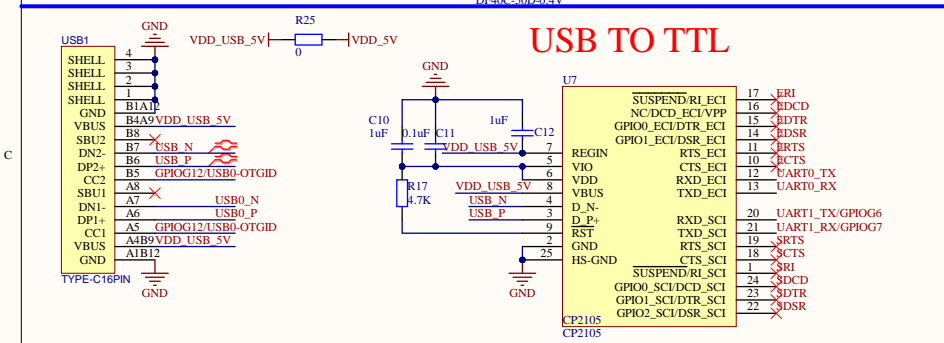 DF40C-50D-0.4V
USB TO TTL
C
USB1
GND
SHELL 4
SHELL 3
SHELL 2
SHELL 1
GND B1A12
VBUS B4A9 VDD_USB_5V
SBU2 B8
DN2- B7 USB_N
DP2+ B6 USB_P
CC2 B5 GPIOG12/USB0-OTGID
SBU1 A8
DN1- A7 USB0_N
DP1+ A6 USB0_P
CC1 A5 GPIOG12/USB0-OTGID
VBUS A4B9 VDD_USB_5V
GND A1B12
TYPE-C16PIN
GND
R25
VDD_USB_5V 0 VDD_5V
GND
C10
1uF
0.1uF C11
1uF
C12
R17
4.7K
VDD_USB_5V
VDD_USB_5V
USB_N
USB_P
GND
U7
7 REGIN
5 VIO
6 VDD
8 VBUS
4 D_N-
3 D_P+
9 RST
2 GND
25 HS-GND
SUSPEND/RI_ECI 17 ERI
NC/DCD_ECI/VPP 16 EDCD
GPIO0_ECI/DTR_ECI 15 EDTR
GPIO1_ECI/DSR_ECI 14 EDSR
RTS_ECI 11 ERTS
CTS_ECI 10 ECTS
RXD_ECI 12 UART0_TX
TXD_ECI 13 UART0_RX
RXD_SCI 20 UART1_TX/GPIOG6
TXD_SCI 21 UART1_RX/GPIOG7
RTS_SCI 19 SRTS
CTS_SCI 18 SCTS
SUSPEND/RI_SCI 1 SRI
GPIO0_SCI/DCD_SCI 24 SDCD
GPIO1_SCI/DTR_SCI 23 SDTR
GPIO2_SCI/DSR_SCI 22 SDSR
CP2105
CP2105